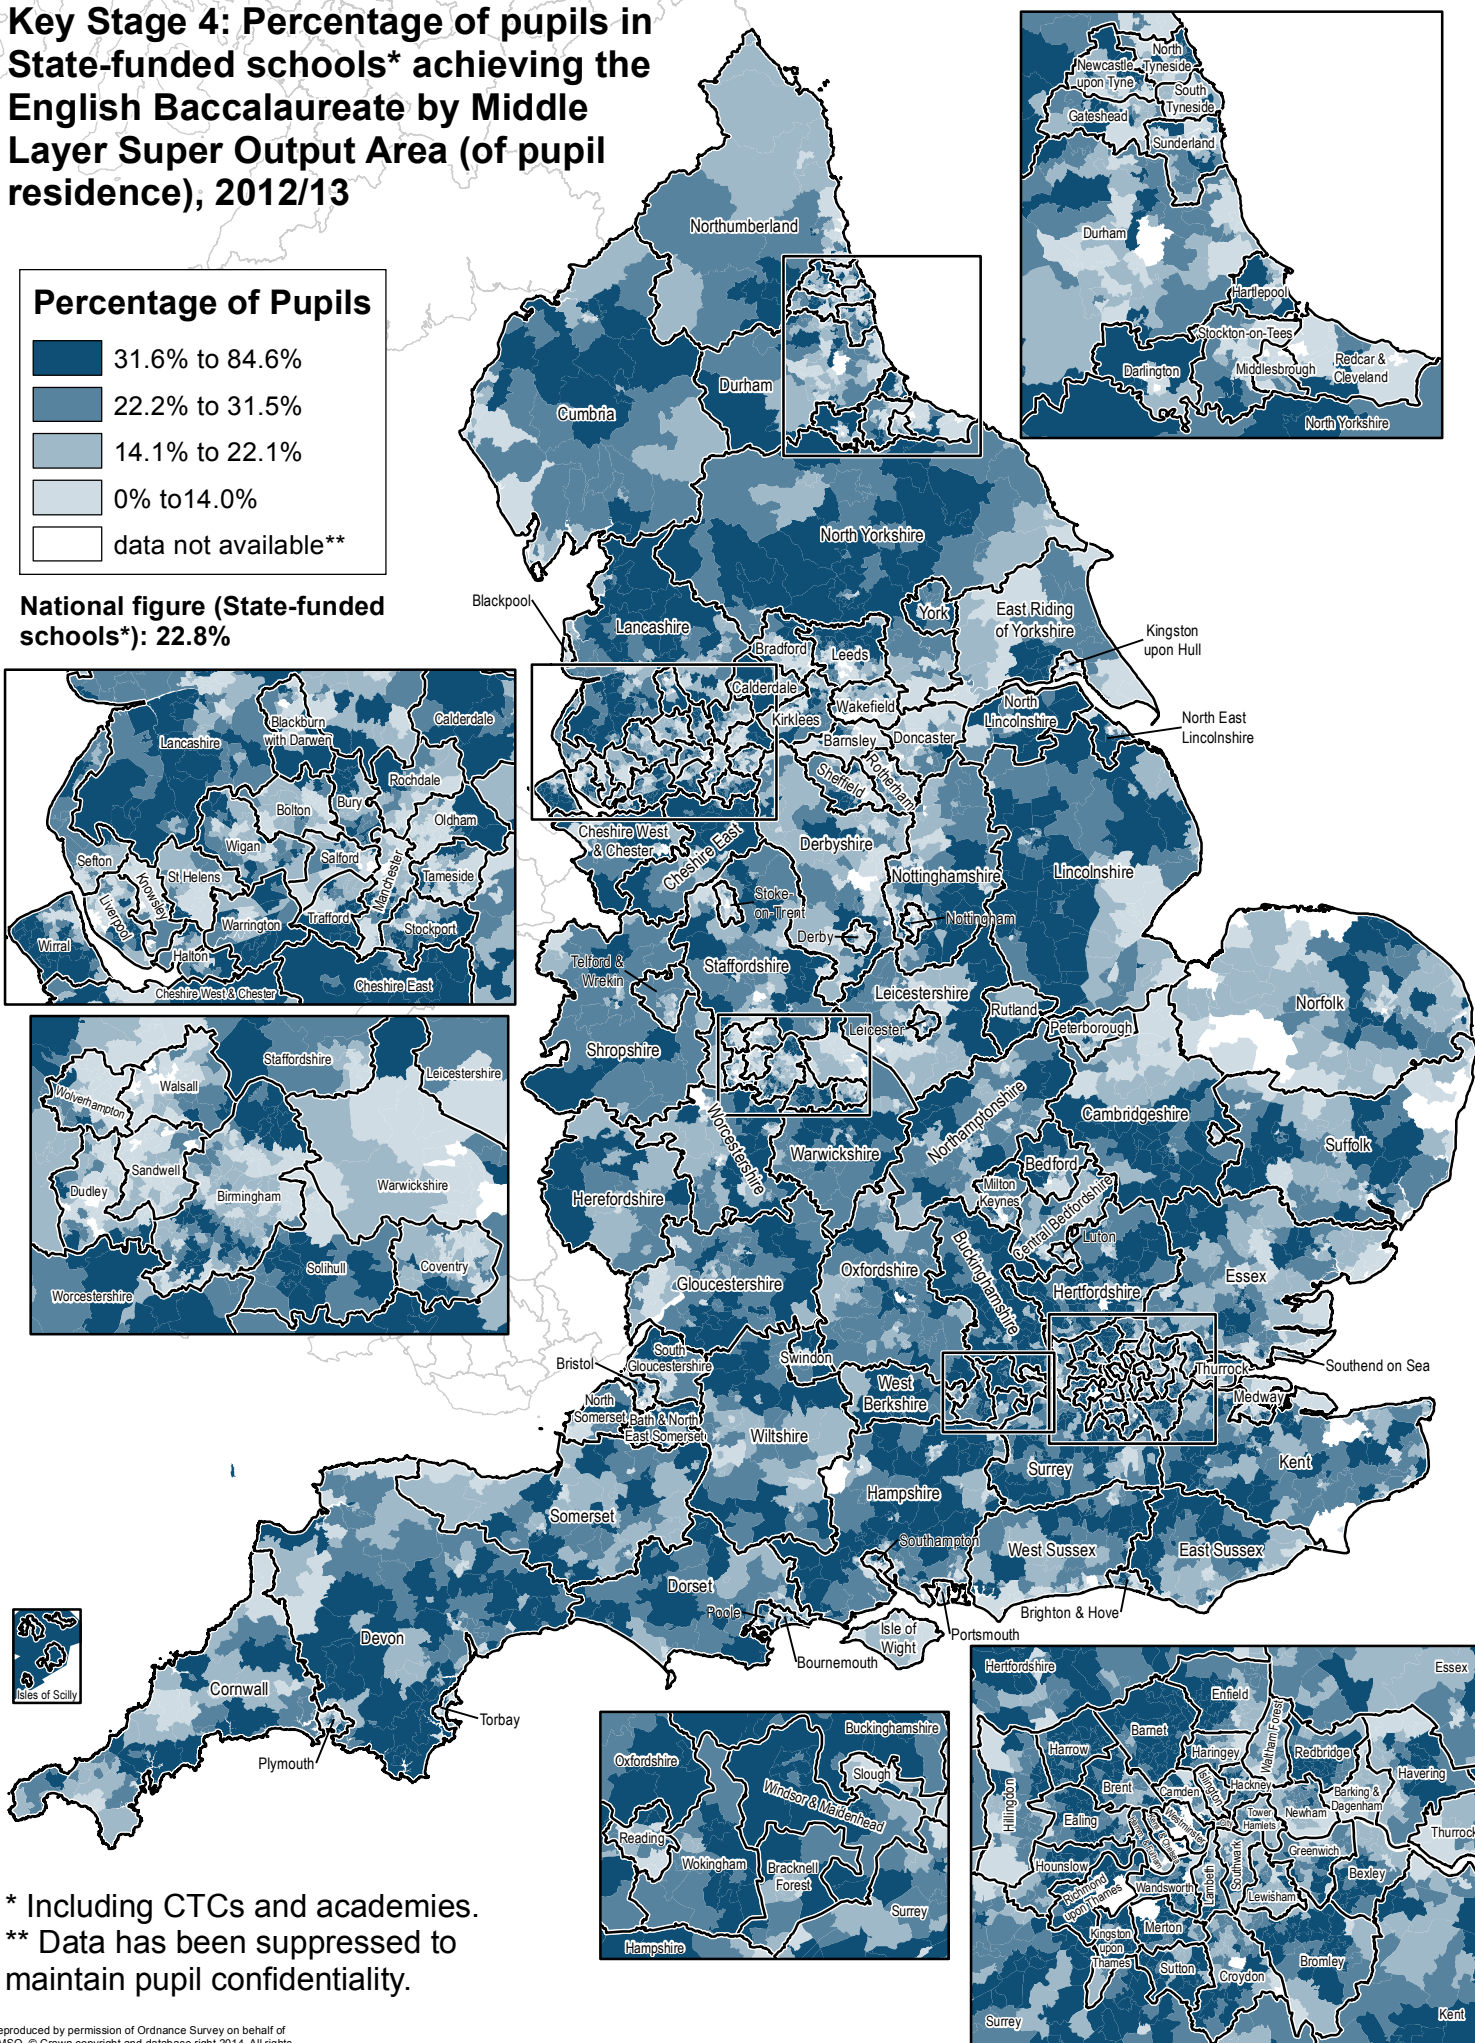 Key Stage 4: Percentage of pupils in
State-funded schools* achieving the
English Baccalaureate by Middle
Layer Super Output Area (of pupil
residence), 2012/13
Percentage of Pupils
31.6% to 84.6%
22.2% to 31.5%
14.1% to 22.1%
0% to14.0%
data not available**
National figure (State-funded
schools*): 22.8%
North
Tyneside
Newcastle
upon Tyne
South
Tyneside
Gateshead
Sunderland
Durham
Hartlepool
Stockton-on-Tees
Darlington
Middlesbrough
Redcar &
Cleveland
North Yorkshire
Northumberland
Durham
Cumbria
North Yorkshire
Blackpool
Lancashire
York
East Riding
of Yorkshire
Kingston
upon Hull
Bradford
Leeds
Calderdale
Kirklees
Wakefield
North
Lincolnshire
North East
Lincolnshire
Barnsley
Doncaster
Sheffield
Rotherham
Cheshire West
& Chester
Cheshire East
Derbyshire
Nottinghamshire
Lincolnshire
Stoke-
on-Trent
Nottingham
Derby
Telford &
Wrekin
Staffordshire
Leicestershire
Rutland
Norfolk
Leicester
Peterborough
Shropshire
Worcestershire
Warwickshire
Northamptonshire
Cambridgeshire
Suffolk
Bedford
Milton
Keynes
Central Bedfordshire
Herefordshire
Luton
Buckinghamshire
Oxfordshire
Gloucestershire
Hertfordshire
Essex
South
Gloucestershire
Bristol
Swindon
Thurrock
Southend on Sea
Medway
North
Somerset
Bath & North
East Somerset
West
Berkshire
Wiltshire
Surrey
Kent
Hampshire
Somerset
Southampton
West Sussex
East Sussex
Dorset
Poole
Brighton & Hove
Isle of
Wight
Portsmouth
Bournemouth
Devon
Cornwall
Torbay
Plymouth
Isles of Scilly
Lancashire
Blackburn
with Darwen
Calderdale
Rochdale
Bolton
Bury
Oldham
Wigan
Salford
Sefton
St Helens
Knowsley
Manchester
Tameside
Liverpool
Trafford
Warrington
Stockport
Wirral
Halton
Cheshire West & Chester
Cheshire East
Staffordshire
Leicestershire
Walsall
Wolverhampton
Sandwell
Dudley
Birmingham
Warwickshire
Solihull
Coventry
Worcestershire
Buckinghamshire
Oxfordshire
Slough
Windsor & Maidenhead
Reading
Wokingham
Bracknell
Forest
Surrey
Hampshire
Hertfordshire
Essex
Enfield
Barnet
Waltham Forest
Harrow
Haringey
Redbridge
Havering
Hillingdon
Brent
Camden
Islington
Hackney
Barking &
Dagenham
Ealing
Westminster
City
Tower
Hamlets
Newham
Thurrock
Hounslow
Southwark
Greenwich
Bexley
Richmond
upon Thames
Wandsworth
Lambeth
Lewisham
Kingston
upon
Thames
Merton
Sutton
Croydon
Bromley
Surrey
Kent
* Including CTCs and academies.
** Data has been suppressed to
maintain pupil confidentiality.
eproduced by permission of Ordnance Survey on behalf of